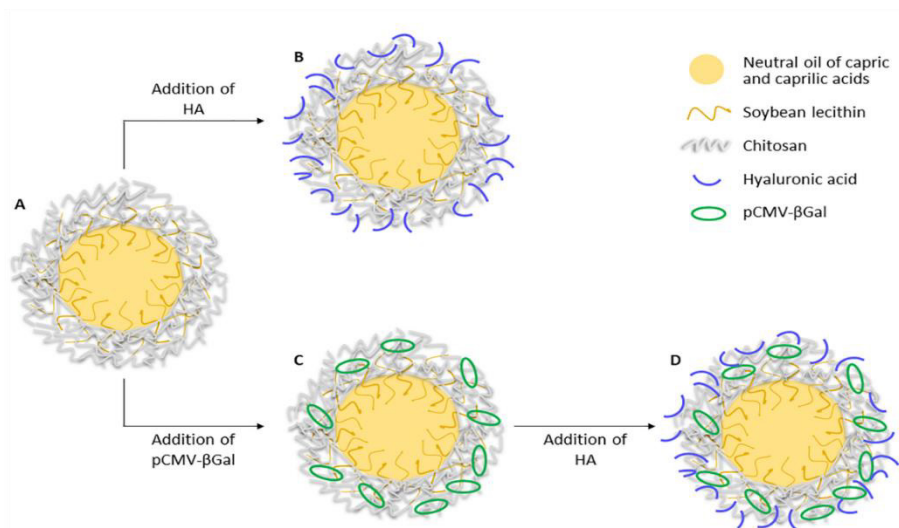 B
Addition of
HA
A
Neutral oil of capric
and caprilic acids
Soybean lecithin
Chitosan
Hyaluronic acid
pCMV-βGal
C
D
Addition of
pCMV-βGal
Addition of
HA